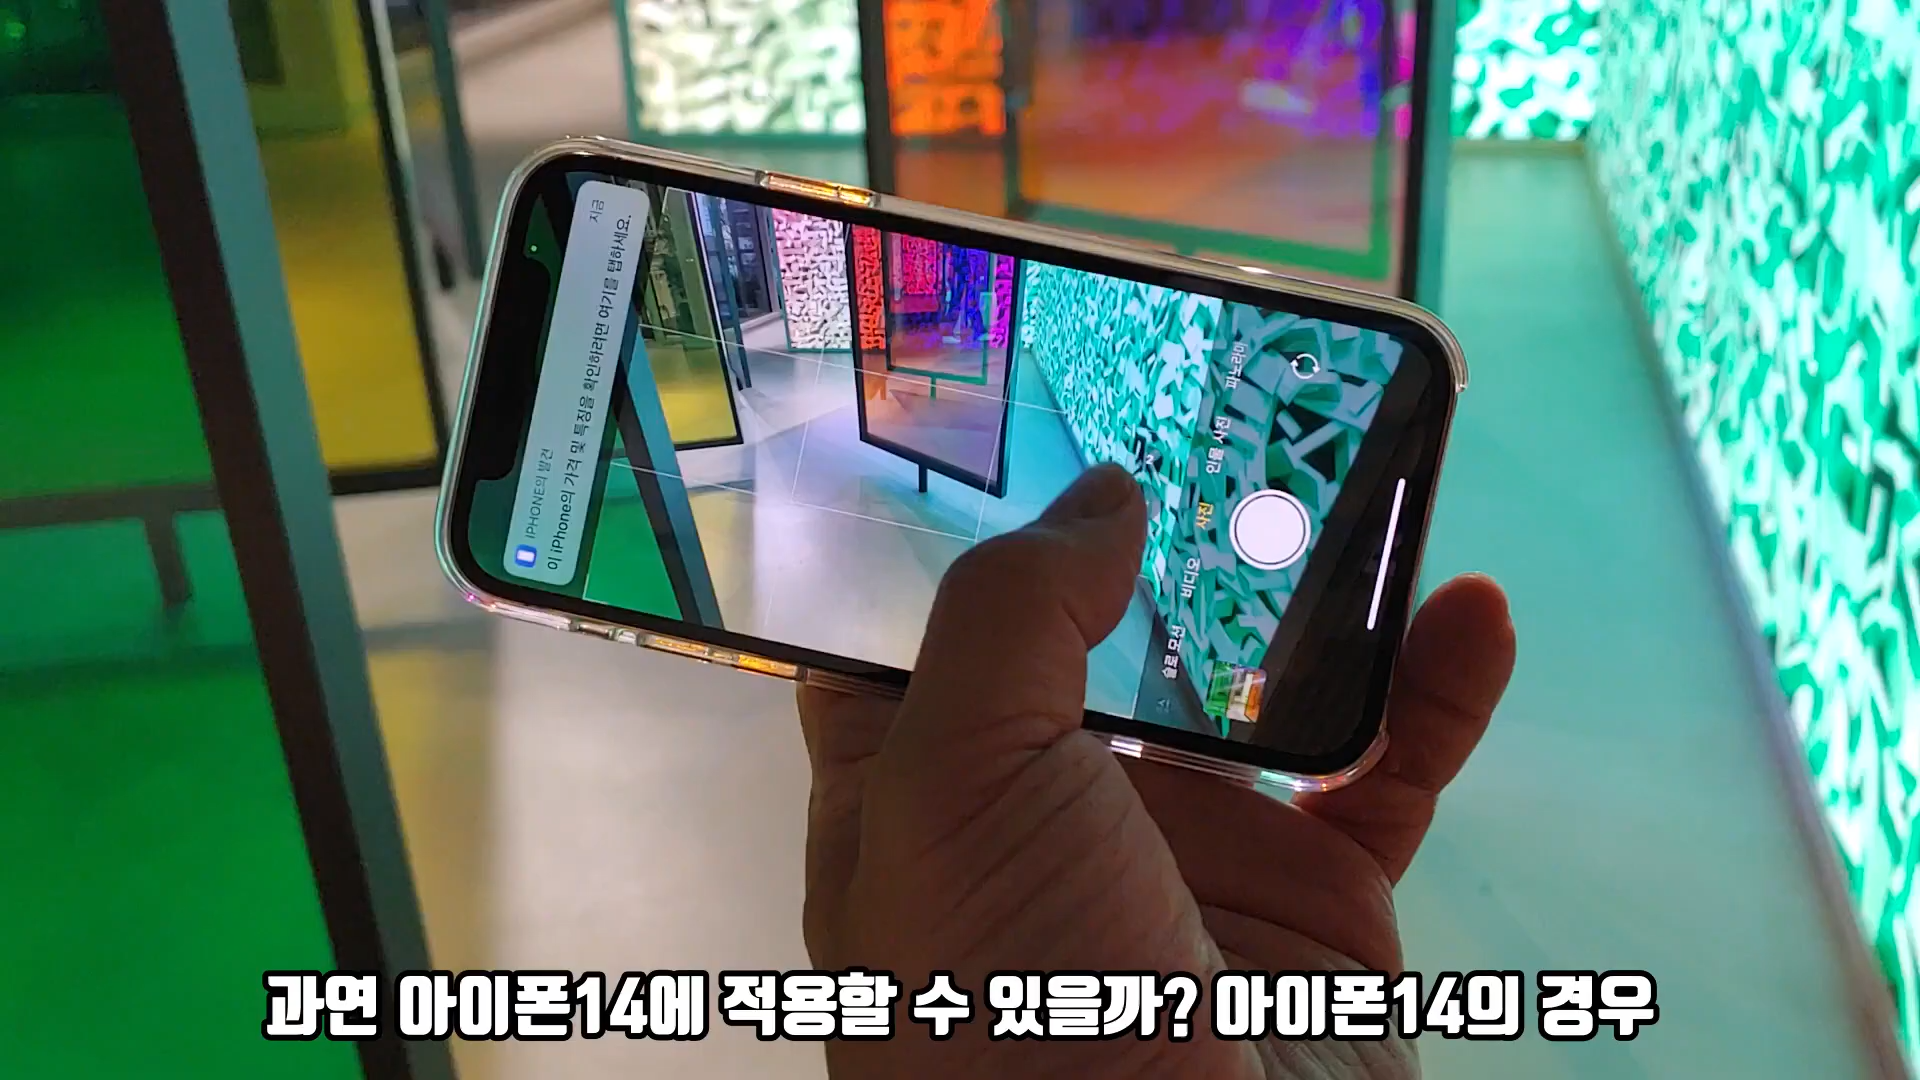 IPHONE의 발견
지금
이 iPhone의 가격 및 특징을 확인하려면 여기를 탭하세요.
슬로 모션
비디오
사진
인물 사진
파노라마
과연 아이폰14에 적용할 수 있을까? 아이폰14의 경우